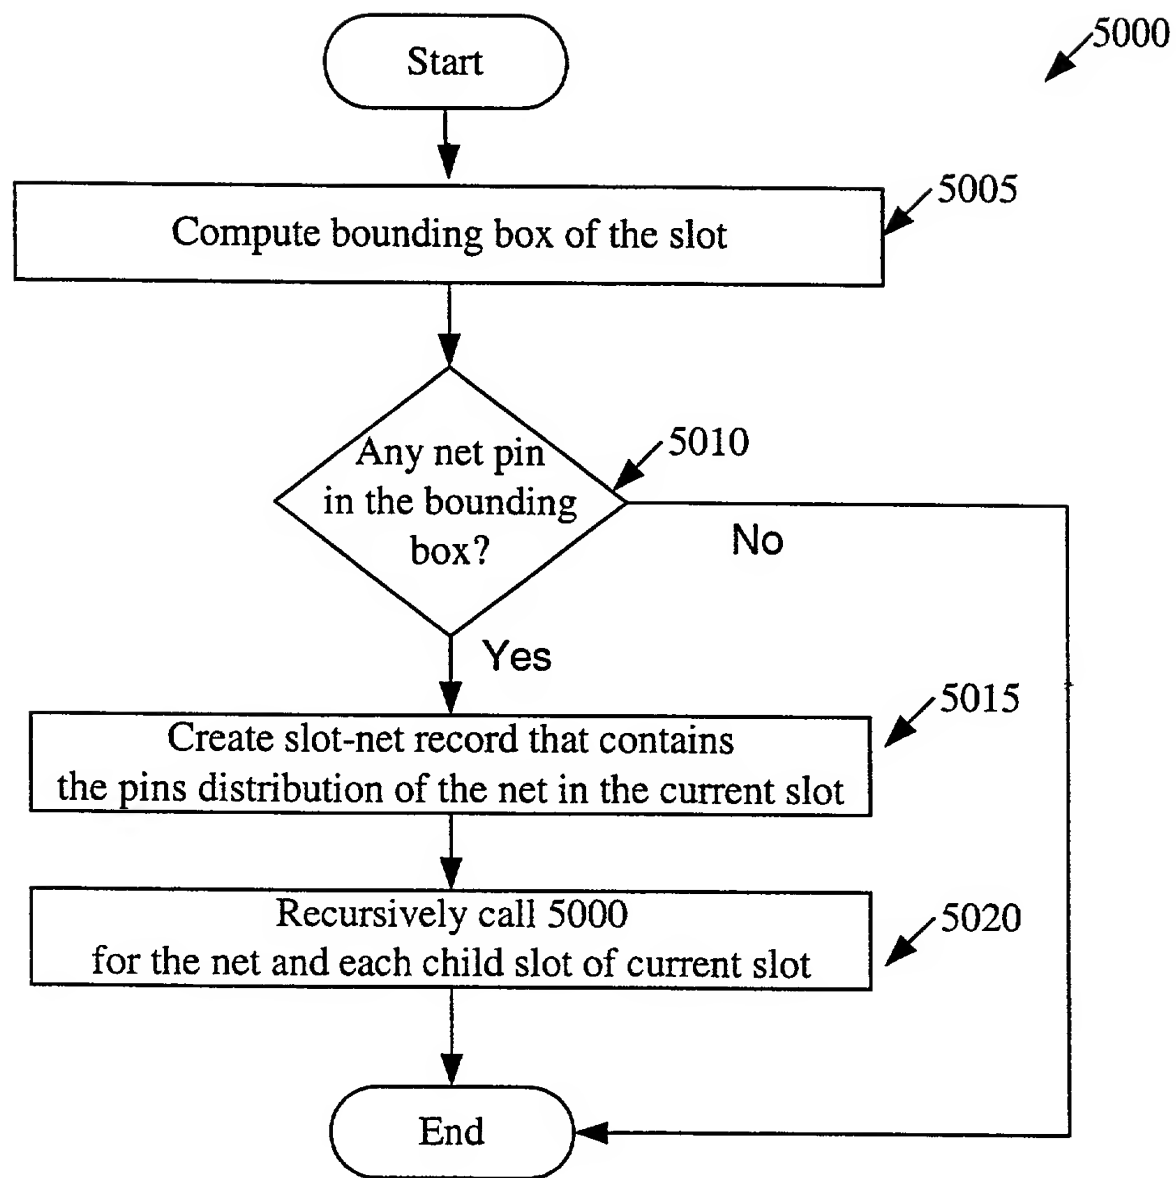 Start
5000
5005
Compute bounding box of the slot
5010
Any net pin
in the bounding
box?
No
Yes
5015
Create slot-net record that contains
the pins distribution of the net in the current slot
5020
Recursively call 5000
for the net and each child slot of current slot
End